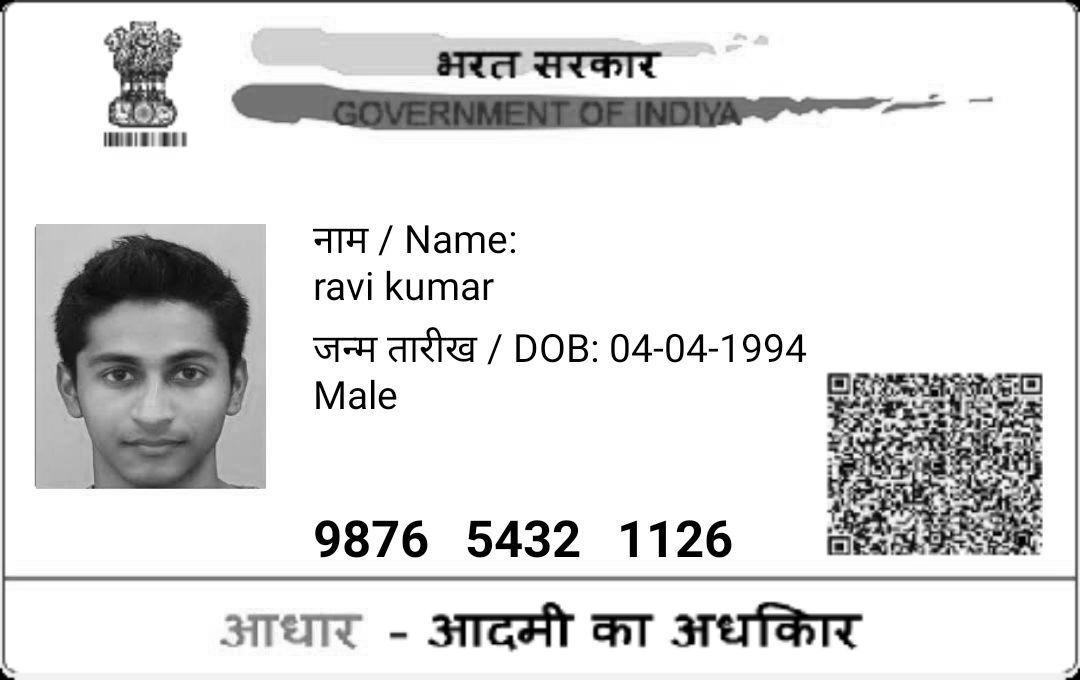 भरत सरकार
GOVERNMENT OF INDIYA
नाम / Name:
ravi kumar
जन्म तारीख / DOB: 04-04-1994
Male
9876 5432 1126
आधार - आदमी का अधकिार